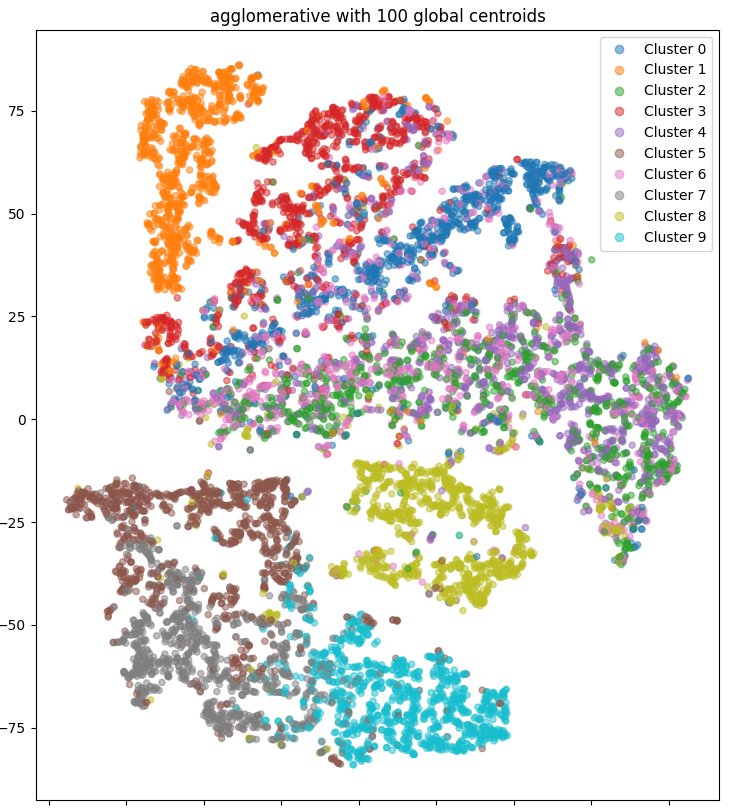 agglomerative with 100 global centroids
Cluster 0
Cluster 1
Cluster 2
Cluster 3
Cluster 4
Cluster 5
Cluster 6
Cluster 7
Cluster 8
Cluster 9
75
50
25
0
−25
−50
−75